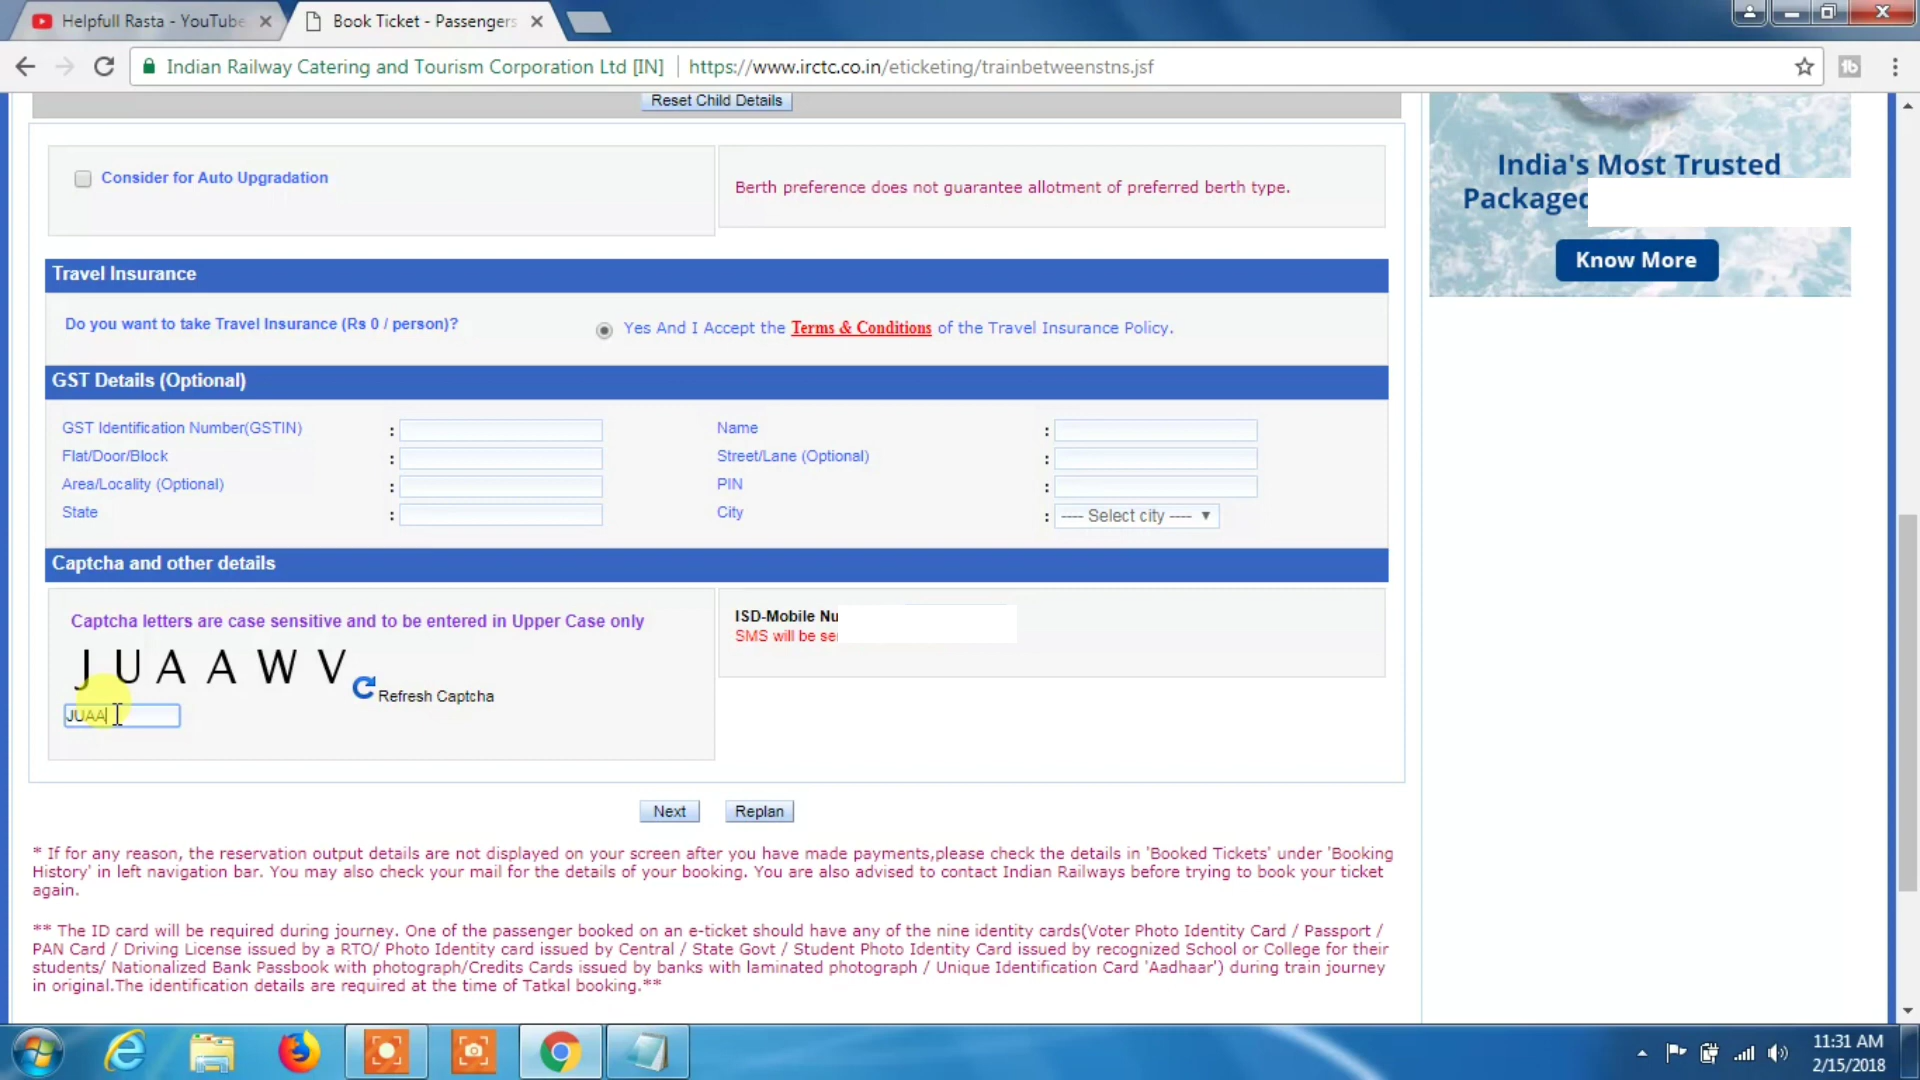 Helpfull Rasta - YouTube
Book Ticket - Passengers
Indian Railway Catering and Tourism Corporation Ltd [IN] https://www.irctc.co.in/eticketing/trainbetweenstns.jsf
Reset Child Details
Consider for Auto Upgradation
Berth preference does not guarantee allotment of preferred berth type.
India's Most Trusted
Packaged
Know More
Travel Insurance
Do you want to take Travel Insurance (Rs 0 / person)?
Yes And I Accept the Terms & Conditions of the Travel Insurance Policy.
GST Details (Optional)
GST Identification Number(GSTIN) :
Name :
Flat/Door/Block :
Street/Lane (Optional) :
Area/Locality (Optional) :
PIN :
State :
City : ---- Select city ----
Captcha and other details
Captcha letters are case sensitive and to be entered in Upper Case only
J U A A W V
Refresh Captcha
JUAA
ISD-Mobile Nu
SMS will be se
Next
Replan
* If for any reason, the reservation output details are not displayed on your screen after you have made payments,please check the details in 'Booked Tickets' under 'Booking
History' in left navigation bar. You may also check your mail for the details of your booking. You are also advised to contact Indian Railways before trying to book your ticket
again.
** The ID card will be required during journey. One of the passenger booked on an e-ticket should have any of the nine identity cards(Voter Photo Identity Card / Passport /
PAN Card / Driving License issued by a RTO/ Photo Identity card issued by Central / State Govt / Student Photo Identity Card issued by recognized School or College for their
students/ Nationalized Bank Passbook with photograph/Credits Cards issued by banks with laminated photograph / Unique Identification Card 'Aadhaar') during train journey
in original.The identification details are required at the time of Tatkal booking.**
11:31 AM
2/15/2018